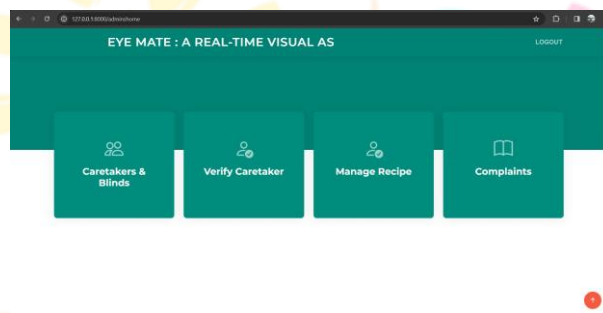 127.0.0.1:8000/adminhome
EYE MATE : A REAL-TIME VISUAL AS
LOGOUT
Caretakers &
Blinds
Verify Caretaker
Manage Recipe
Complaints